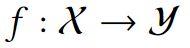 f : 𝒳 → 𝒴